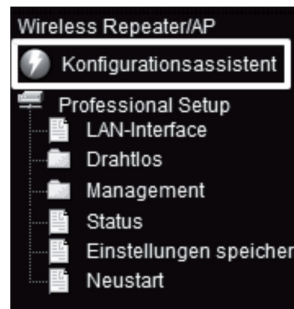 Wireless Repeater/AP
Konfigurationsassistent
Professional Setup
LAN-Interface
Drahtlos
Management
Status
Einstellungen speicher
Neustart